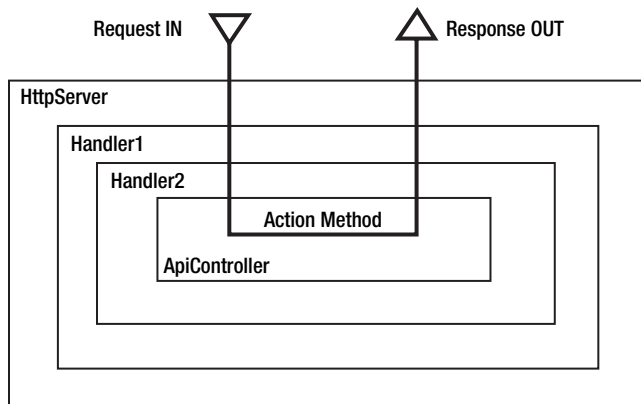 Request IN
Response OUT
HttpServer
Handler1
Handler2
Action Method
ApiController